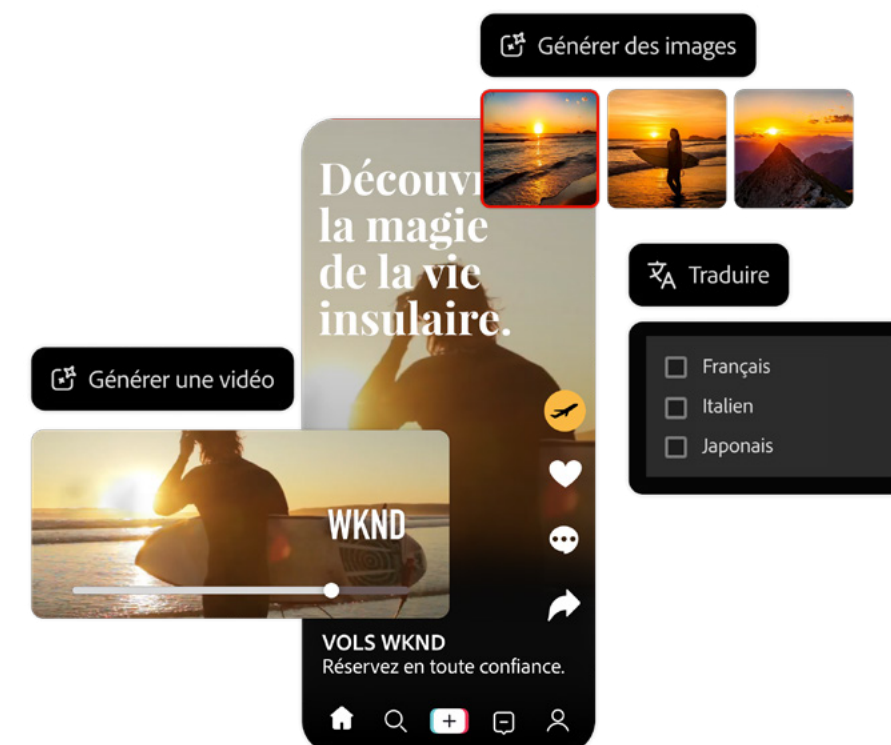 Générer des images
Découv
la magie
de la vie
insulaire.
Traduire
Français
Italien
Japonais
Générer une vidéo
WKND
VOLS WKND
Réservez en toute confiance.